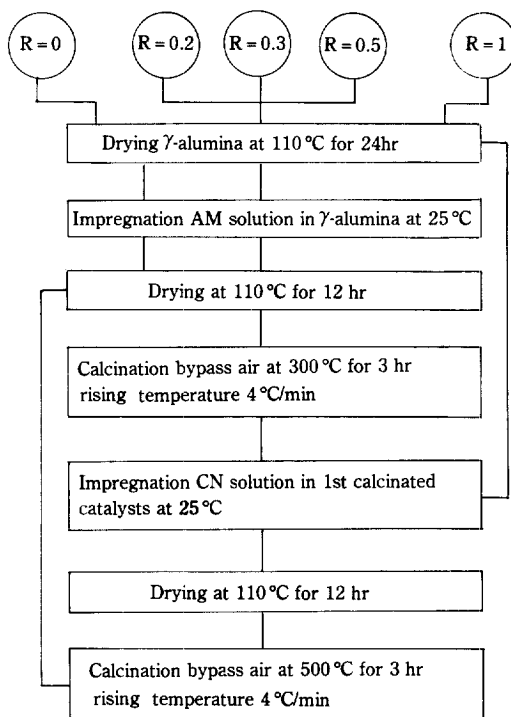 R=0
R=0.2
R=0.3
R=0.5
R=1
Drying γ-alumina at 110°C for 24hr
Impregnation AM solution in γ-alumina at 25°C
Drying at 110°C for 12 hr
Calcination bypass air at 300°C for 3 hr
rising temperature 4°C/min
Impregnation CN solution in 1st calcinated
catalysts at 25°C
Drying at 110°C for 12 hr
Calcination bypass air at 500°C for 3 hr
rising temperature 4°C/min